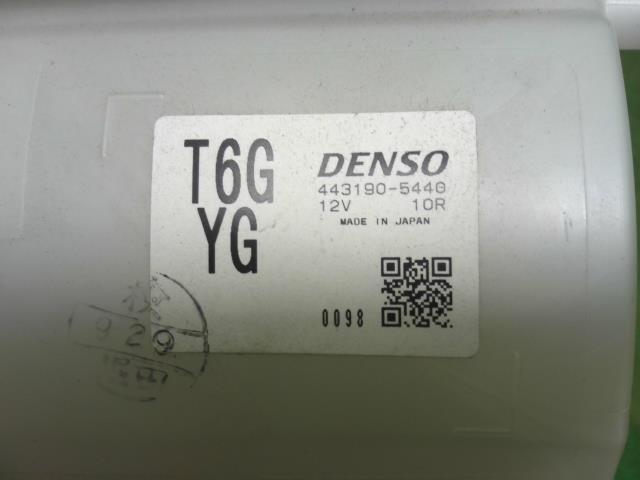 T6G
YG
DENSO
443190-5440
12V 10R
MADE IN JAPAN
0098